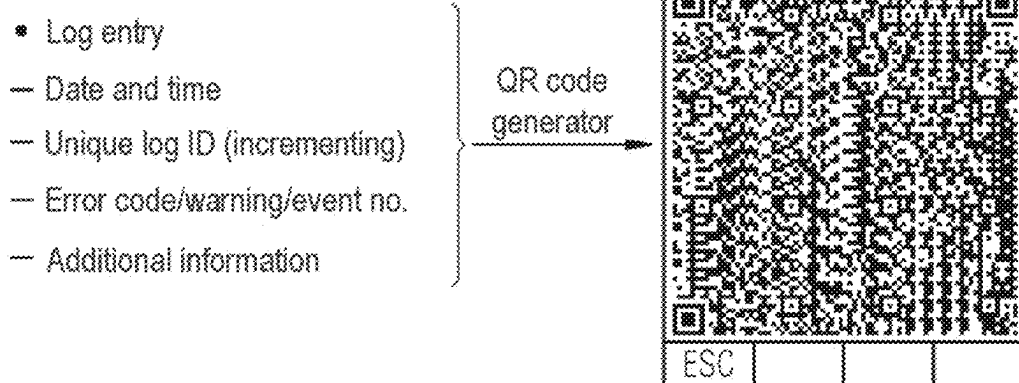 • Log entry
— Date and time
— Unique log ID (incrementing)
— Error code/warning/event no.
— Additional information
QR code
generator
ESC